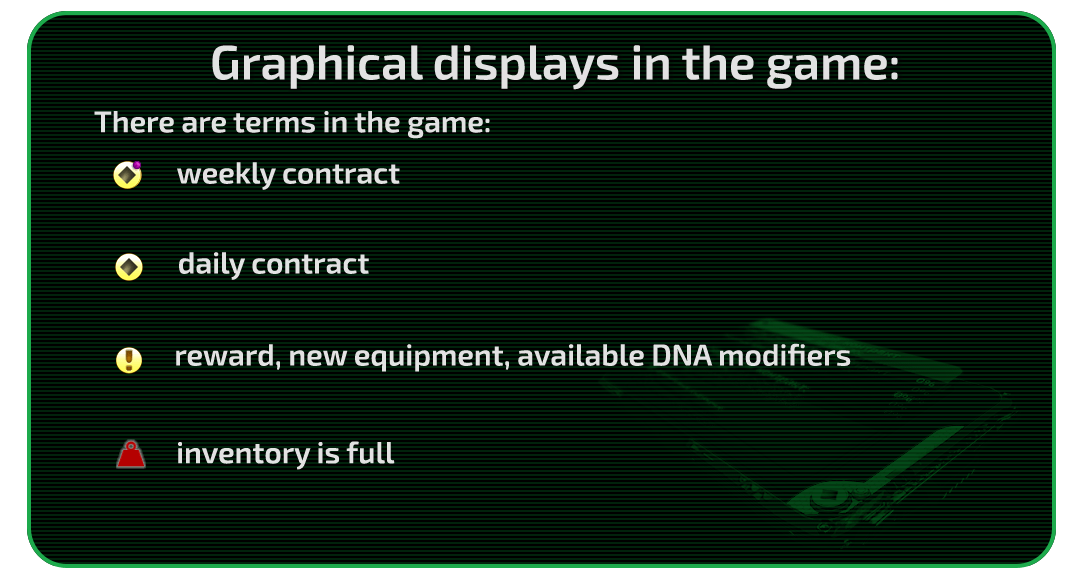 Graphical displays in the game:
There are terms in the game:
weekly contract
daily contract
reward, new equipment, available DNA modifiers
inventory is full